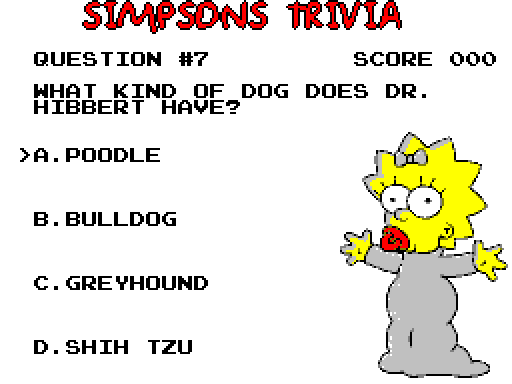 SIMPSONS TRIVIA
QUESTION #7 SCORE 000
WHAT KIND OF DOG DOES DR.
HIBBERT HAVE?
>A.POODLE
B.BULLDOG
C.GREYHOUND
D.SHIH TZU